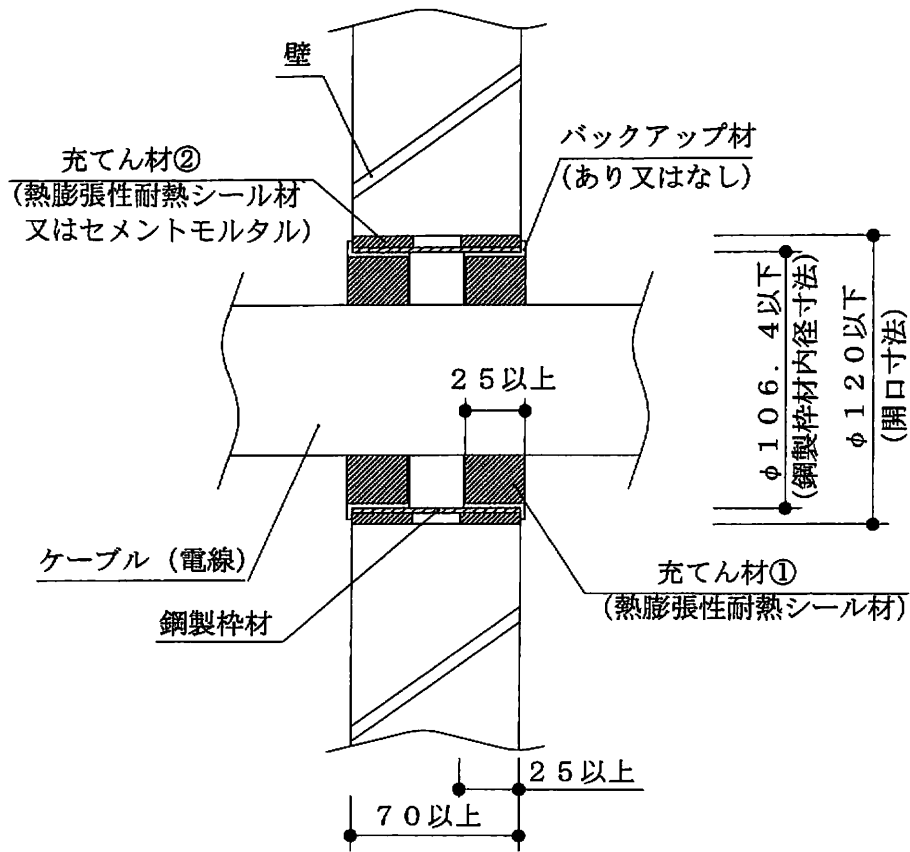 壁
充てん材②
(熱膨張性耐熱シール材
又はセメントモルタル)
バックアップ材
(あり又はなし)
25以上
φ106.4以下
(鋼製枠材内径寸法)
φ120以下
(開口寸法)
ケーブル(電線)
鋼製枠材
充てん材①
(熱膨張性耐熱シール材)
25以上
70以上